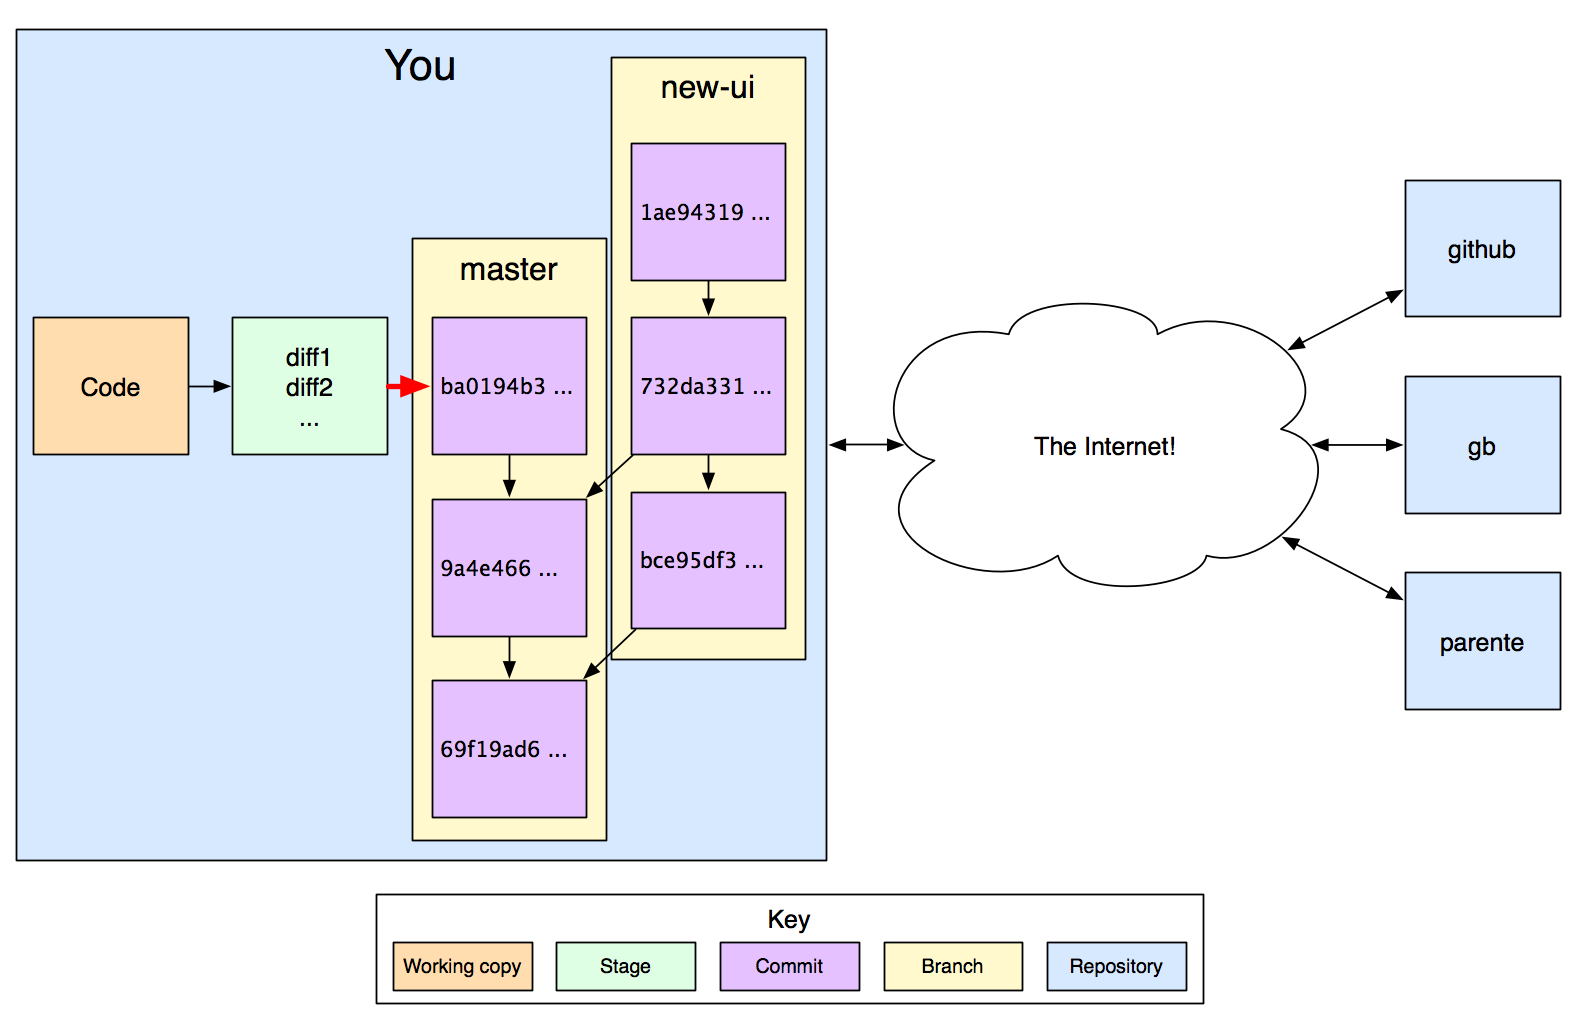 You
new-ui
1ae94319 ...
master
Code
diff1
diff2
...
ba0194b3 ...
732da331 ...
9a4e466 ...
bce95df3 ...
69f19ad6 ...
The Internet!
github
gb
parente
Key
Working copy
Stage
Commit
Branch
Repository